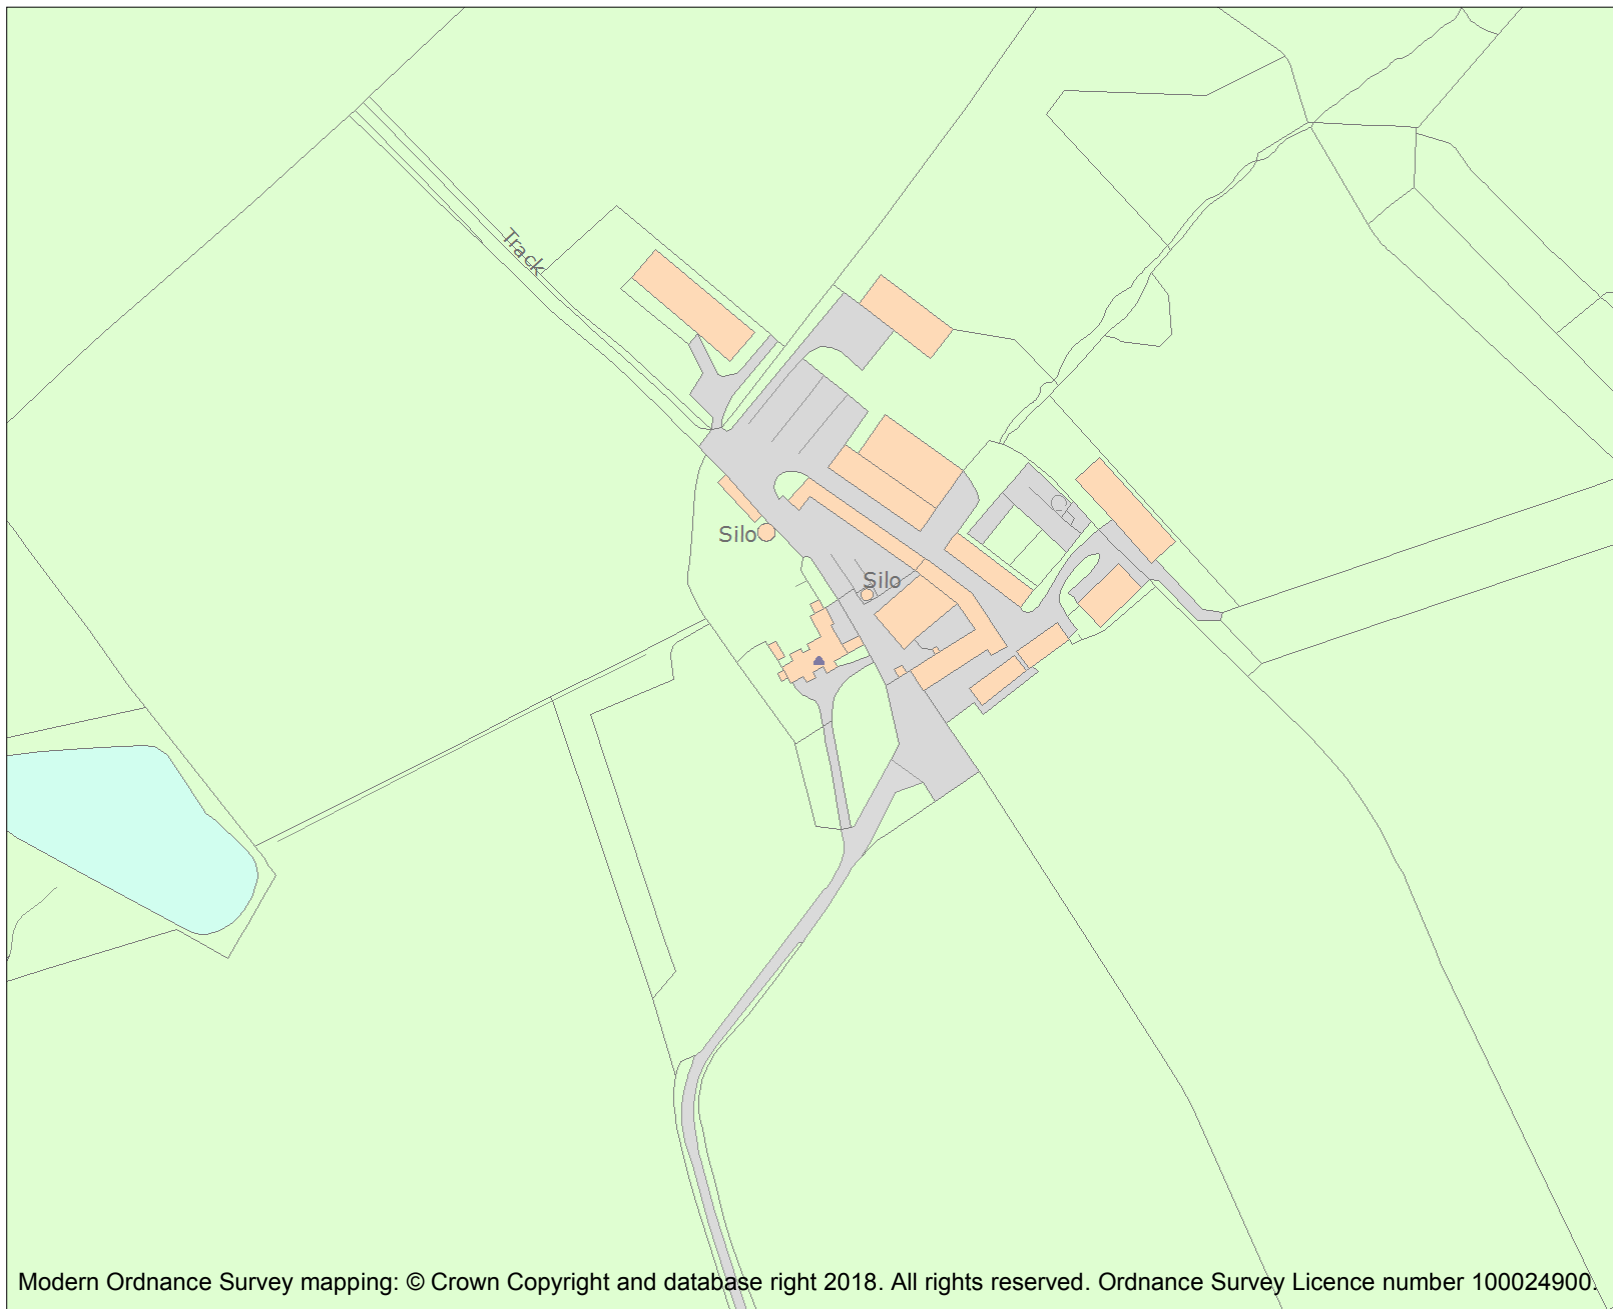 Track
Silo
Silo
Modern Ordnance Survey mapping: © Crown Copyright and database right 2018. All rights reserved. Ordnance Survey Licence number 100024900.